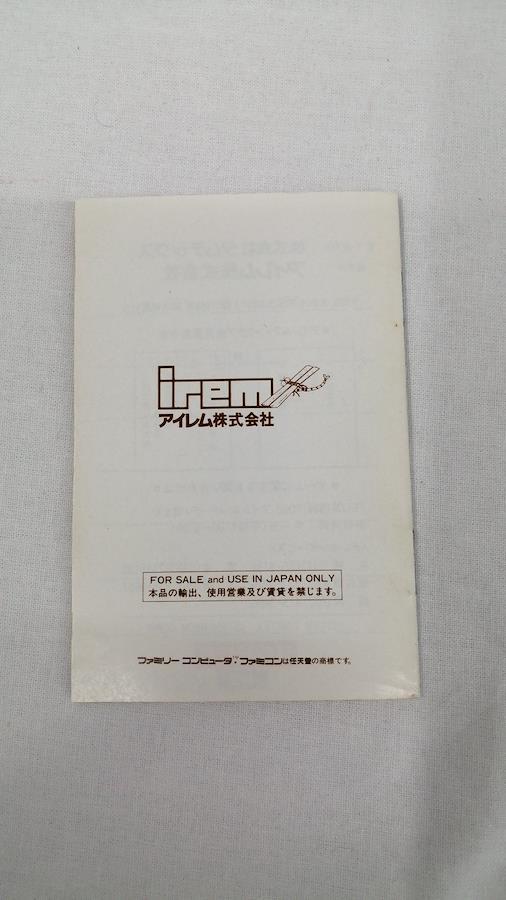 irem
アイレム株式会社
FOR SALE and USE IN JAPAN ONLY
本品の輸出、使用営業及び賃貸を禁じます。
ファミリー コンピュータ™・ファミコンは任天堂の商標です。